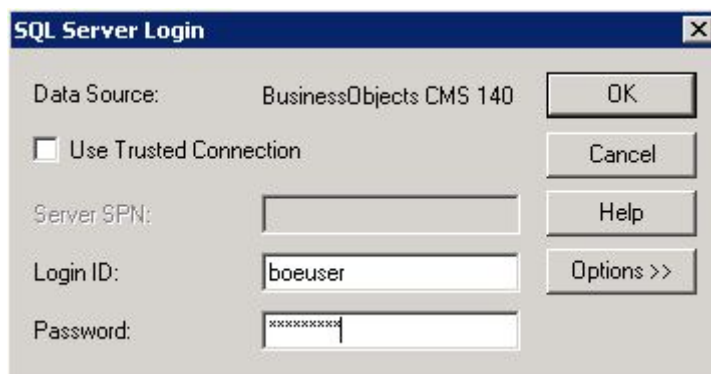 SQL Server Login
Data Source: BusinessObjects CMS 140 OK
Use Trusted Connection Cancel
Server SPN: Help
Login ID: boeuser Options >>
Password: *********